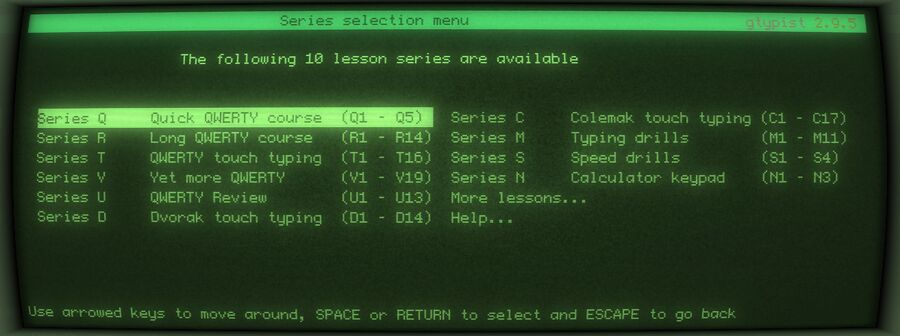 Series selection menu gtypist 2.9.5
The following 10 lesson series are available
Series Q Quick QWERTY course (Q1 - Q5) Series C Colemak touch typing (C1 - C17)
Series R Long QWERTY course (R1 - R14) Series M Typing drills (M1 - M11)
Series T QWERTY touch typing (T1 - T16) Series S Speed drills (S1 - S4)
Series V Yet more QWERTY (V1 - V19) Series N Calculator keypad (N1 - N3)
Series U QWERTY Review (U1 - U13) More lessons...
Series D Dvorak touch typing (D1 - D14) Help...
Use arrowed keys to move around, SPACE or RETURN to select and ESCAPE to go back